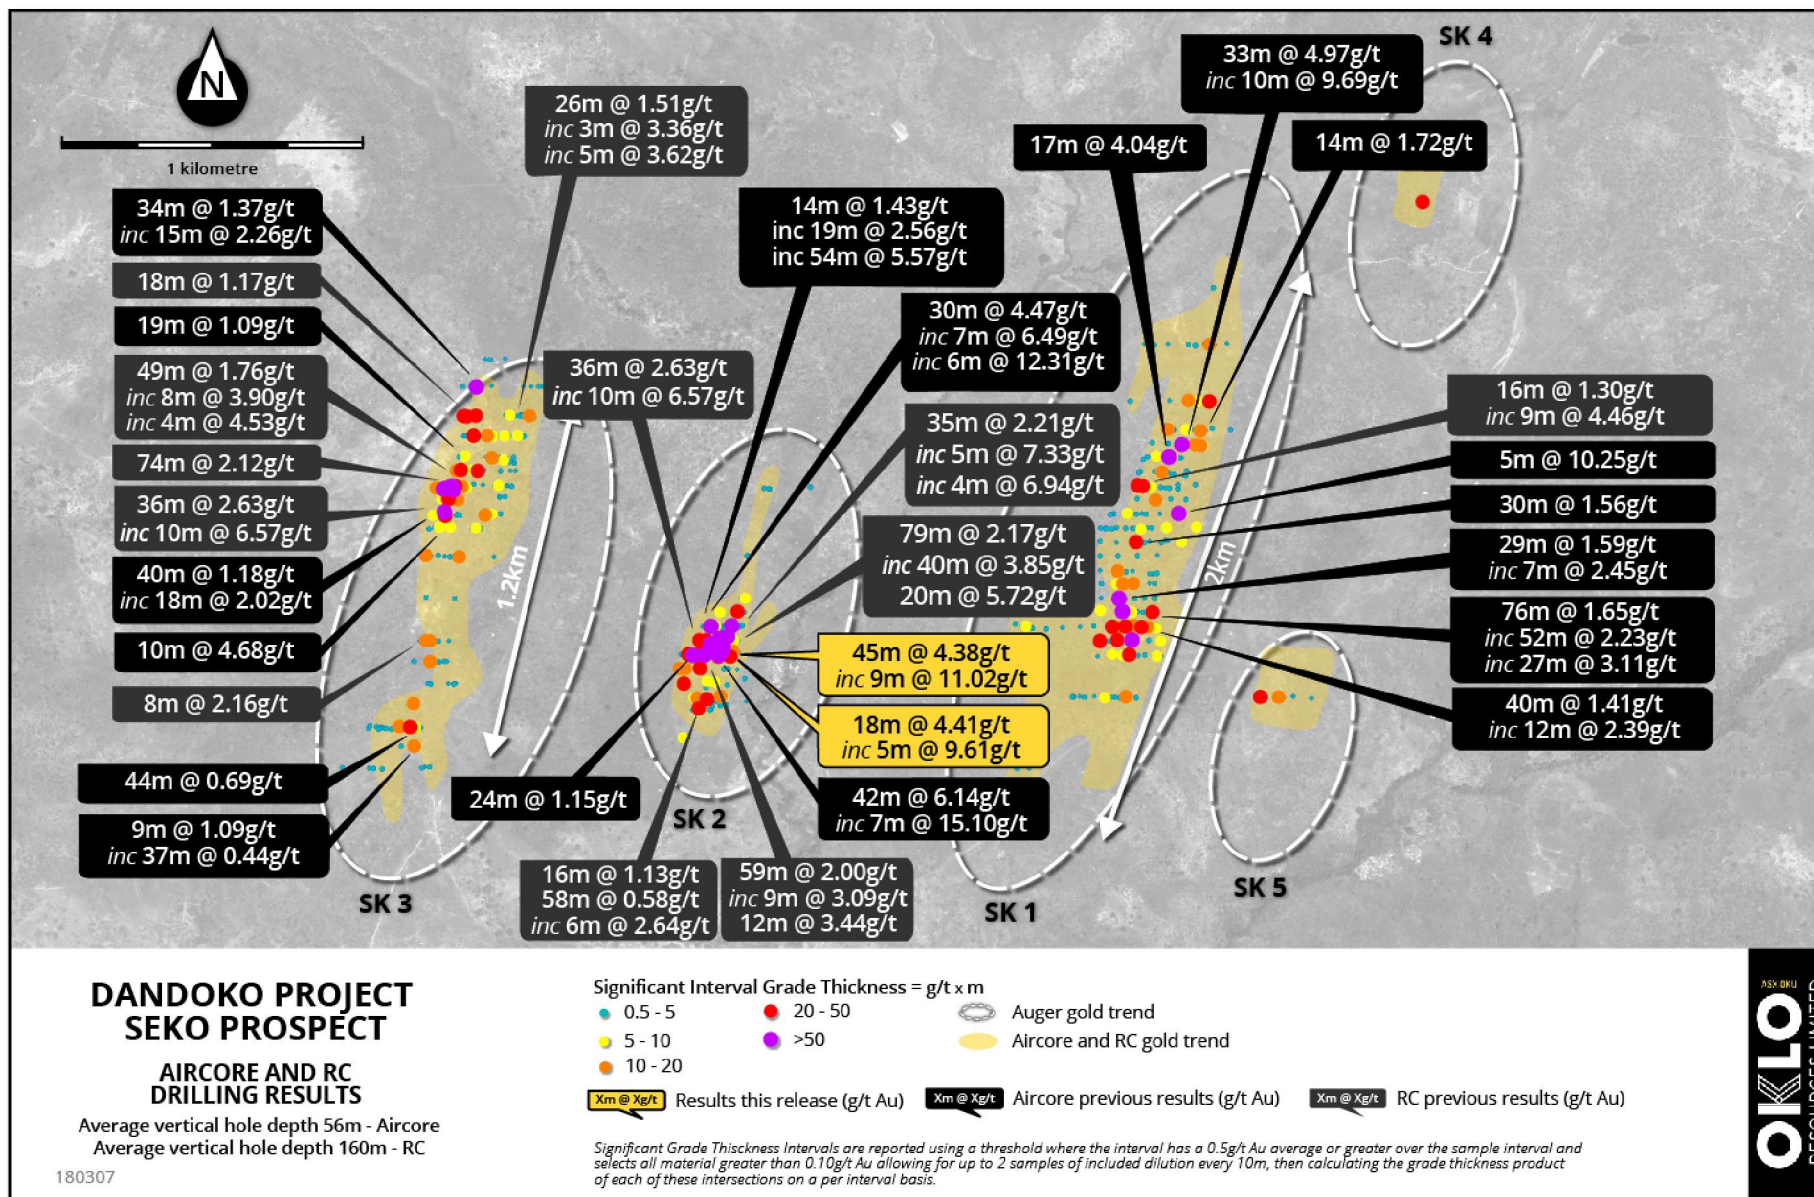 N
1 kilometre
SK 4
33m @ 4.97g/t
inc 10m @ 9.69g/t
17m @ 4.04g/t
14m @ 1.72g/t
26m @ 1.51g/t
inc 3m @ 3.36g/t
inc 5m @ 3.62g/t
34m @ 1.37g/t
inc 15m @ 2.26g/t
18m @ 1.17g/t
19m @ 1.09g/t
49m @ 1.76g/t
inc 8m @ 3.90g/t
inc 4m @ 4.53g/t
74m @ 2.12g/t
36m @ 2.63g/t
inc 10m @ 6.57g/t
40m @ 1.18g/t
inc 18m @ 2.02g/t
10m @ 4.68g/t
8m @ 2.16g/t
44m @ 0.69g/t
9m @ 1.09g/t
inc 37m @ 0.44g/t
1.2km
SK 3
14m @ 1.43g/t
inc 19m @ 2.56g/t
inc 54m @ 5.57g/t
36m @ 2.63g/t
inc 10m @ 6.57g/t
30m @ 4.47g/t
inc 7m @ 6.49g/t
inc 6m @ 12.31g/t
35m @ 2.21g/t
inc 5m @ 7.33g/t
inc 4m @ 6.94g/t
79m @ 2.17g/t
inc 40m @ 3.85g/t
20m @ 5.72g/t
45m @ 4.38g/t
inc 9m @ 11.02g/t
18m @ 4.41g/t
inc 5m @ 9.61g/t
42m @ 6.14g/t
inc 7m @ 15.10g/t
24m @ 1.15g/t
SK 2
16m @ 1.13g/t
58m @ 0.58g/t
inc 6m @ 2.64g/t
59m @ 2.00g/t
inc 9m @ 3.09g/t
12m @ 3.44g/t
2km
SK 1
16m @ 1.30g/t
inc 9m @ 4.46g/t
5m @ 10.25g/t
30m @ 1.56g/t
29m @ 1.59g/t
inc 7m @ 2.45g/t
76m @ 1.65g/t
inc 52m @ 2.23g/t
inc 27m @ 3.11g/t
40m @ 1.41g/t
inc 12m @ 2.39g/t
SK 5
DANDOKO PROJECT
SEKO PROSPECT
AIRCORE AND RC
DRILLING RESULTS
Average vertical hole depth 56m - Aircore
Average vertical hole depth 160m - RC
180307
Significant Interval Grade Thickness = g/t x m
0.5 - 5
5 - 10
10 - 20
20 - 50
>50
Auger gold trend
Aircore and RC gold trend
Xm @ Xg/t Results this release (g/t Au)
Xm @ Xg/t Aircore previous results (g/t Au)
Xm @ Xg/t RC previous results (g/t Au)
Significant Grade Thisckness Intervals are reported using a threshold where the interval has a 0.5g/t Au average or greater over the sample interval and
selects all material greater than 0.10g/t Au allowing for up to 2 samples of included dilution every 10m, then calculating the grade thickness product
of each of these intersections on a per interval basis.
ASX OKU
OKLO
RESOURCES LIMITED